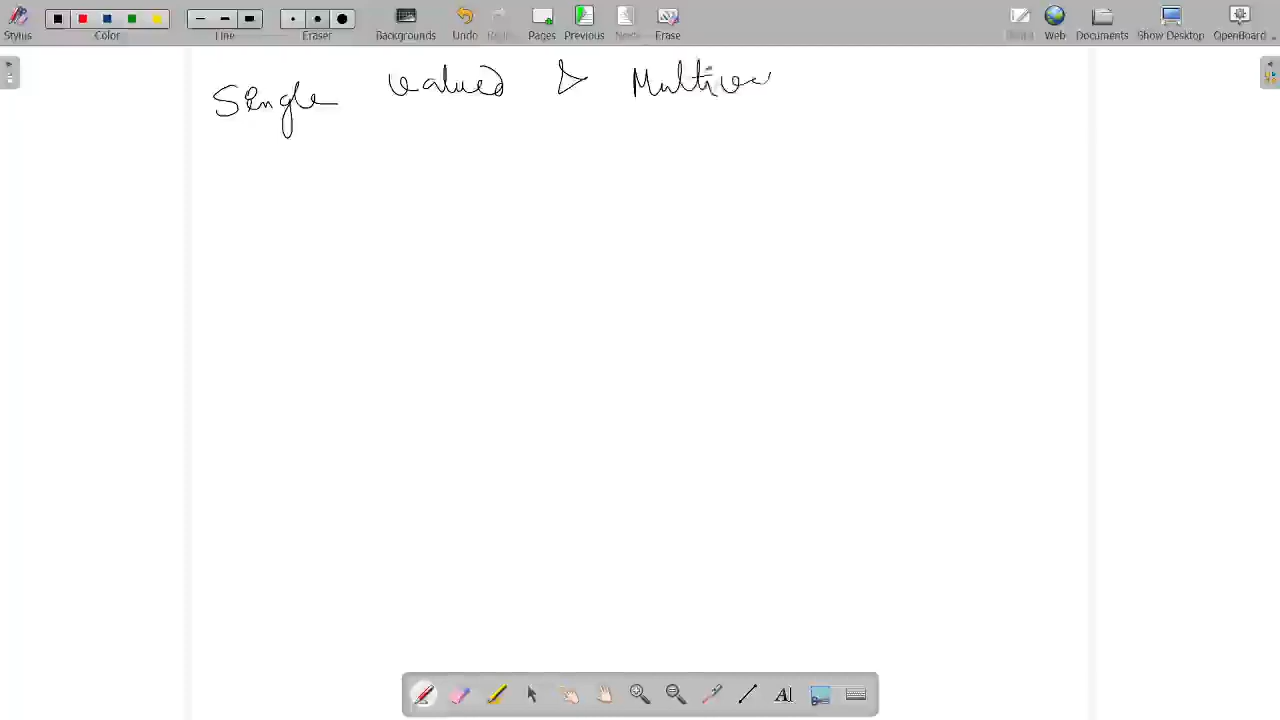 Stylus Color Line Eraser Backgrounds Undo Pages Previous Erase Web Documents Show Desktop OpenBoard
Single valued & Multiva